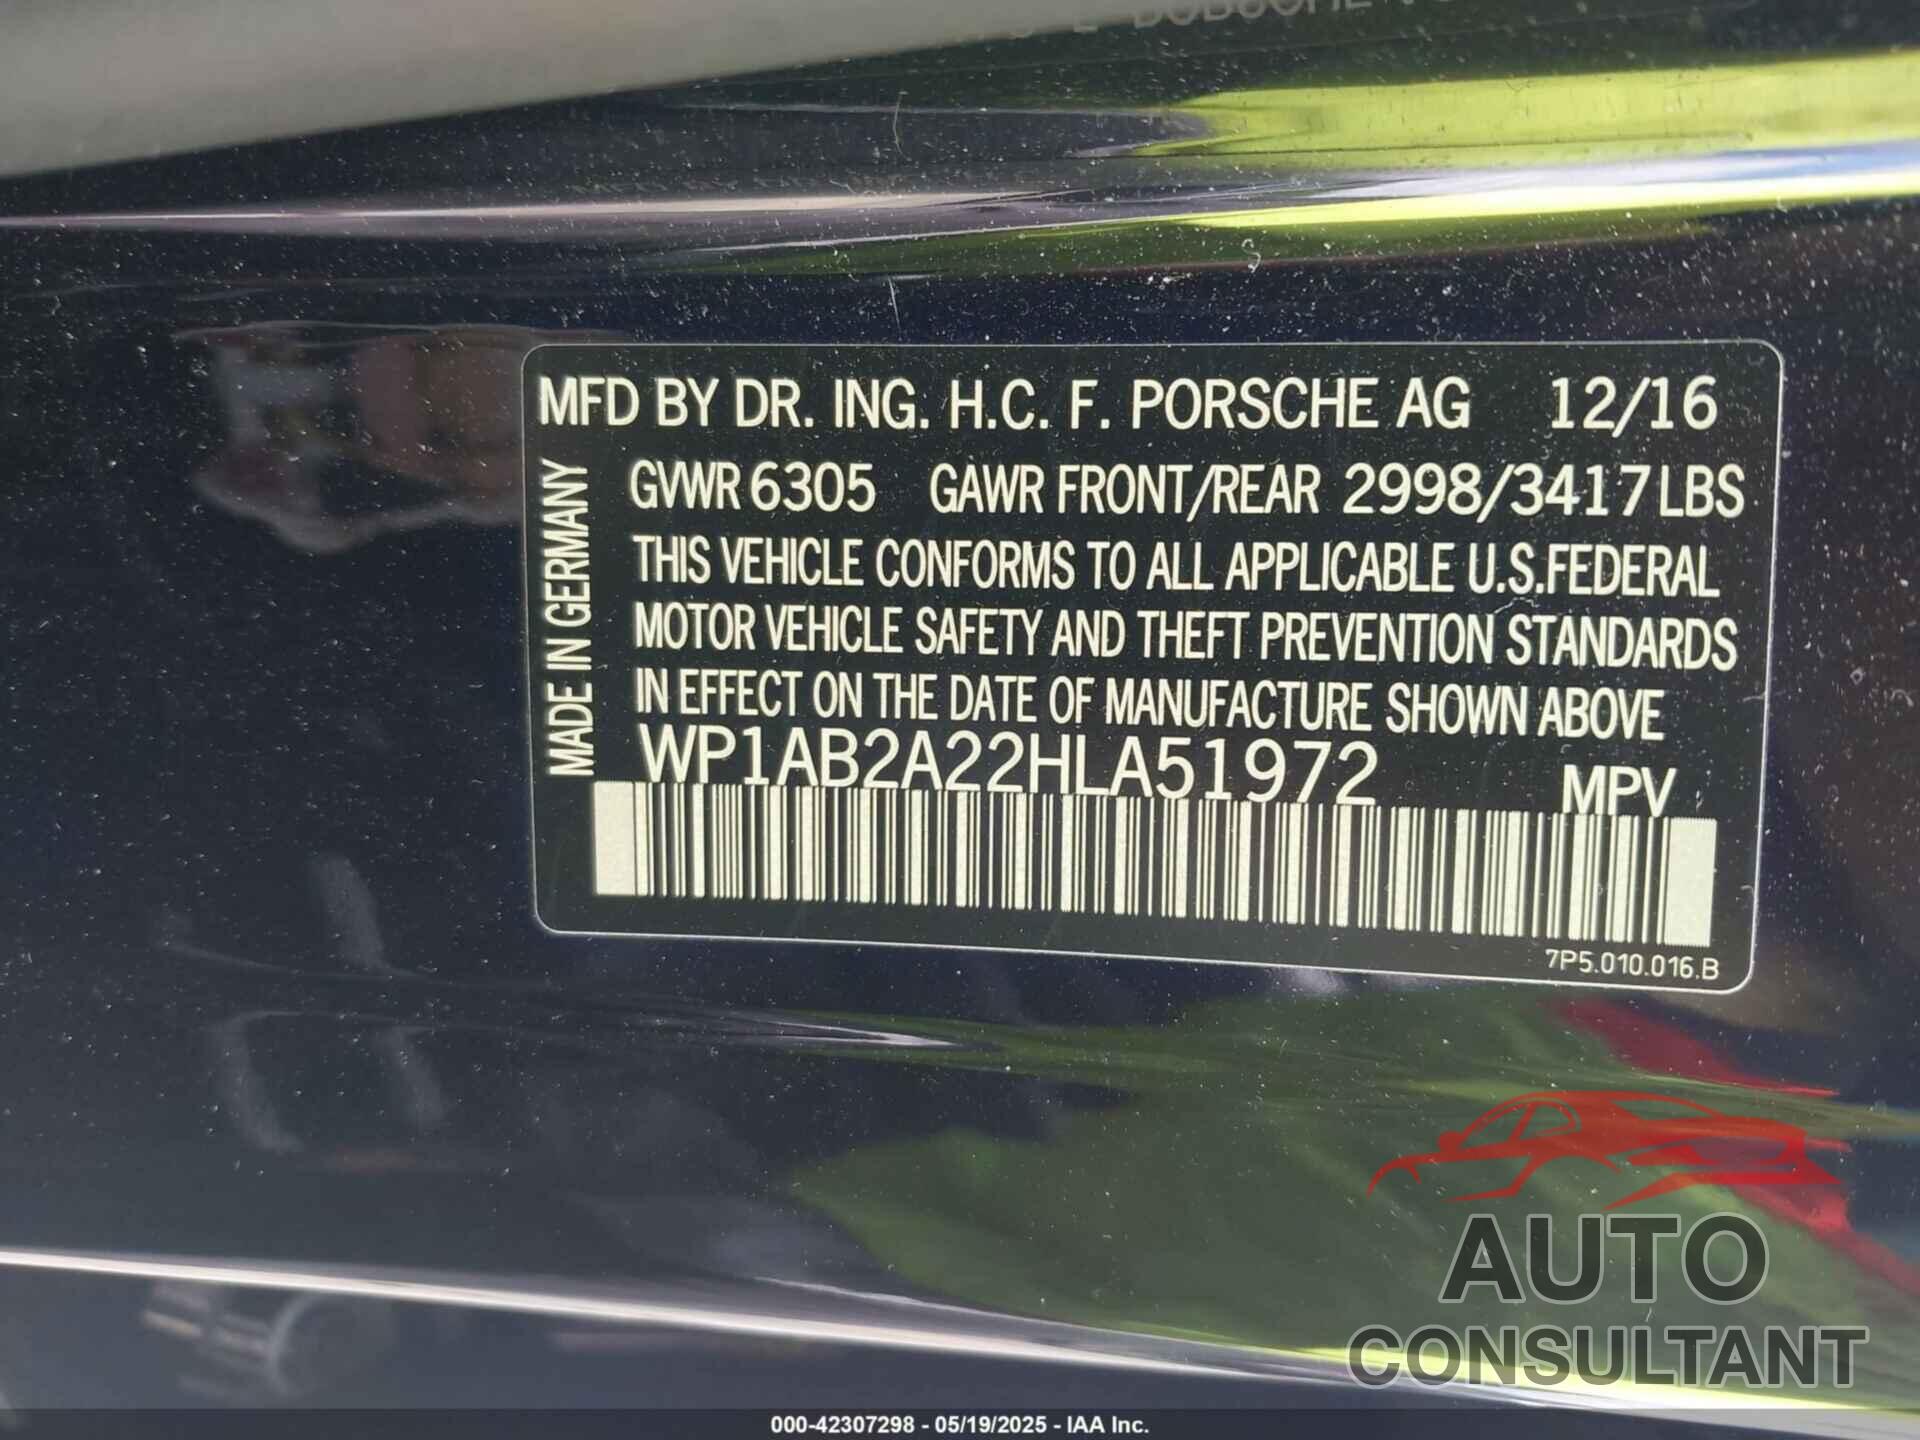 MFD BY DR. ING. H.C. F. PORSCHE AG 12/16
GVWR 6305 GAWR FRONT/REAR 2998/3417LBS
THIS VEHICLE CONFORMS TO ALL APPLICABLE U.S.FEDERAL
MOTOR VEHICLE SAFETY AND THEFT PREVENTION STANDARDS
IN EFFECT ON THE DATE OF MANUFACTURE SHOWN ABOVE
WP1AB2A22HLA51972 MPV
MADE IN GERMANY
7P5.010.016.B
AUTO
CONSULTANT
000-42307298 - 05/19/2025 - IAA Inc.